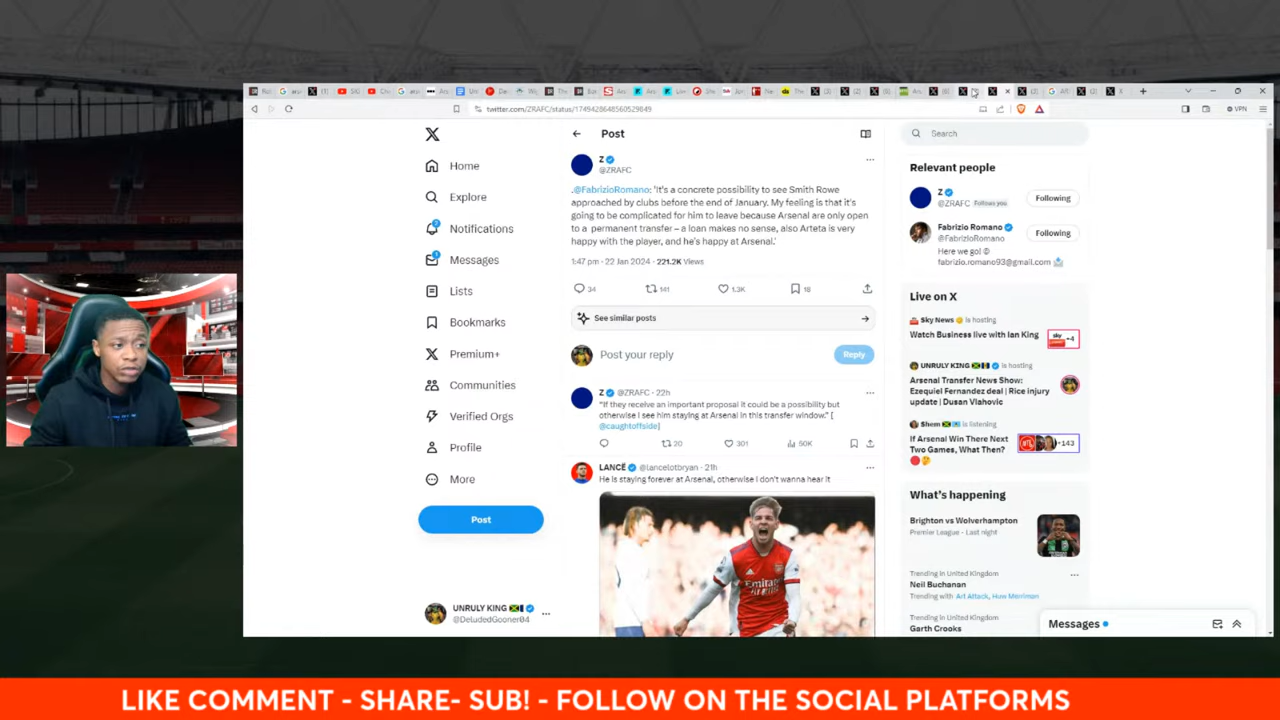 twitter.com/ZRAFC/status/1749428648560529849
VPN
Home
Explore
Notifications
Messages
Lists
Bookmarks
Premium+
Communities
Verified Orgs
Profile
More
Post
UNRULY KING
@DeludedGooner04
Post
Z
@ZRAFC
.@FabrizioRomano: 'It's a concrete possibility to see Smith Rowe
approached by clubs before the end of January. My feeling is that it's
going to be complicated for him to leave because Arsenal are only open
to a permanent transfer – a loan makes no sense, also Arteta is very
happy with the player, and he's happy at Arsenal.'
1:47 pm · 22 Jan 2024 · 221.2K Views
34 141 1.3K 18
See similar posts
Post your reply
Reply
Z @ZRAFC · 22h
"If they receive an important proposal it could be a possibility but
otherwise I see him staying at Arsenal in this transfer window." [
@caughtoffside]
20 301 50K
LANCË @lancelotbryan · 21h
He is staying forever at Arsenal, otherwise I don't wanna hear it
Search
Relevant people
Z
@ZRAFC Follows you
Following
Fabrizio Romano
@FabrizioRomano
Following
Here we go! ©
fabrizio.romano93@gmail.com
Live on X
Sky News is hosting
Watch Business live with Ian King
sky +4
UNRULY KING is hosting
Arsenal Transfer News Show:
Ezequiel Fernandez deal | Rice injury
update | Dusan Vlahovic
Shem is listening
If Arsenal Win There Next
Two Games, What Then?
+143
What's happening
Brighton vs Wolverhampton
Premier League · Last night
Trending in United Kingdom
Neil Buchanan
Trending with Art Attack, Huw Merriman
Trending in United Kingdom
Garth Crooks
Messages
LIKE COMMENT - SHARE- SUB! - FOLLOW ON THE SOCIAL PLATFORMS